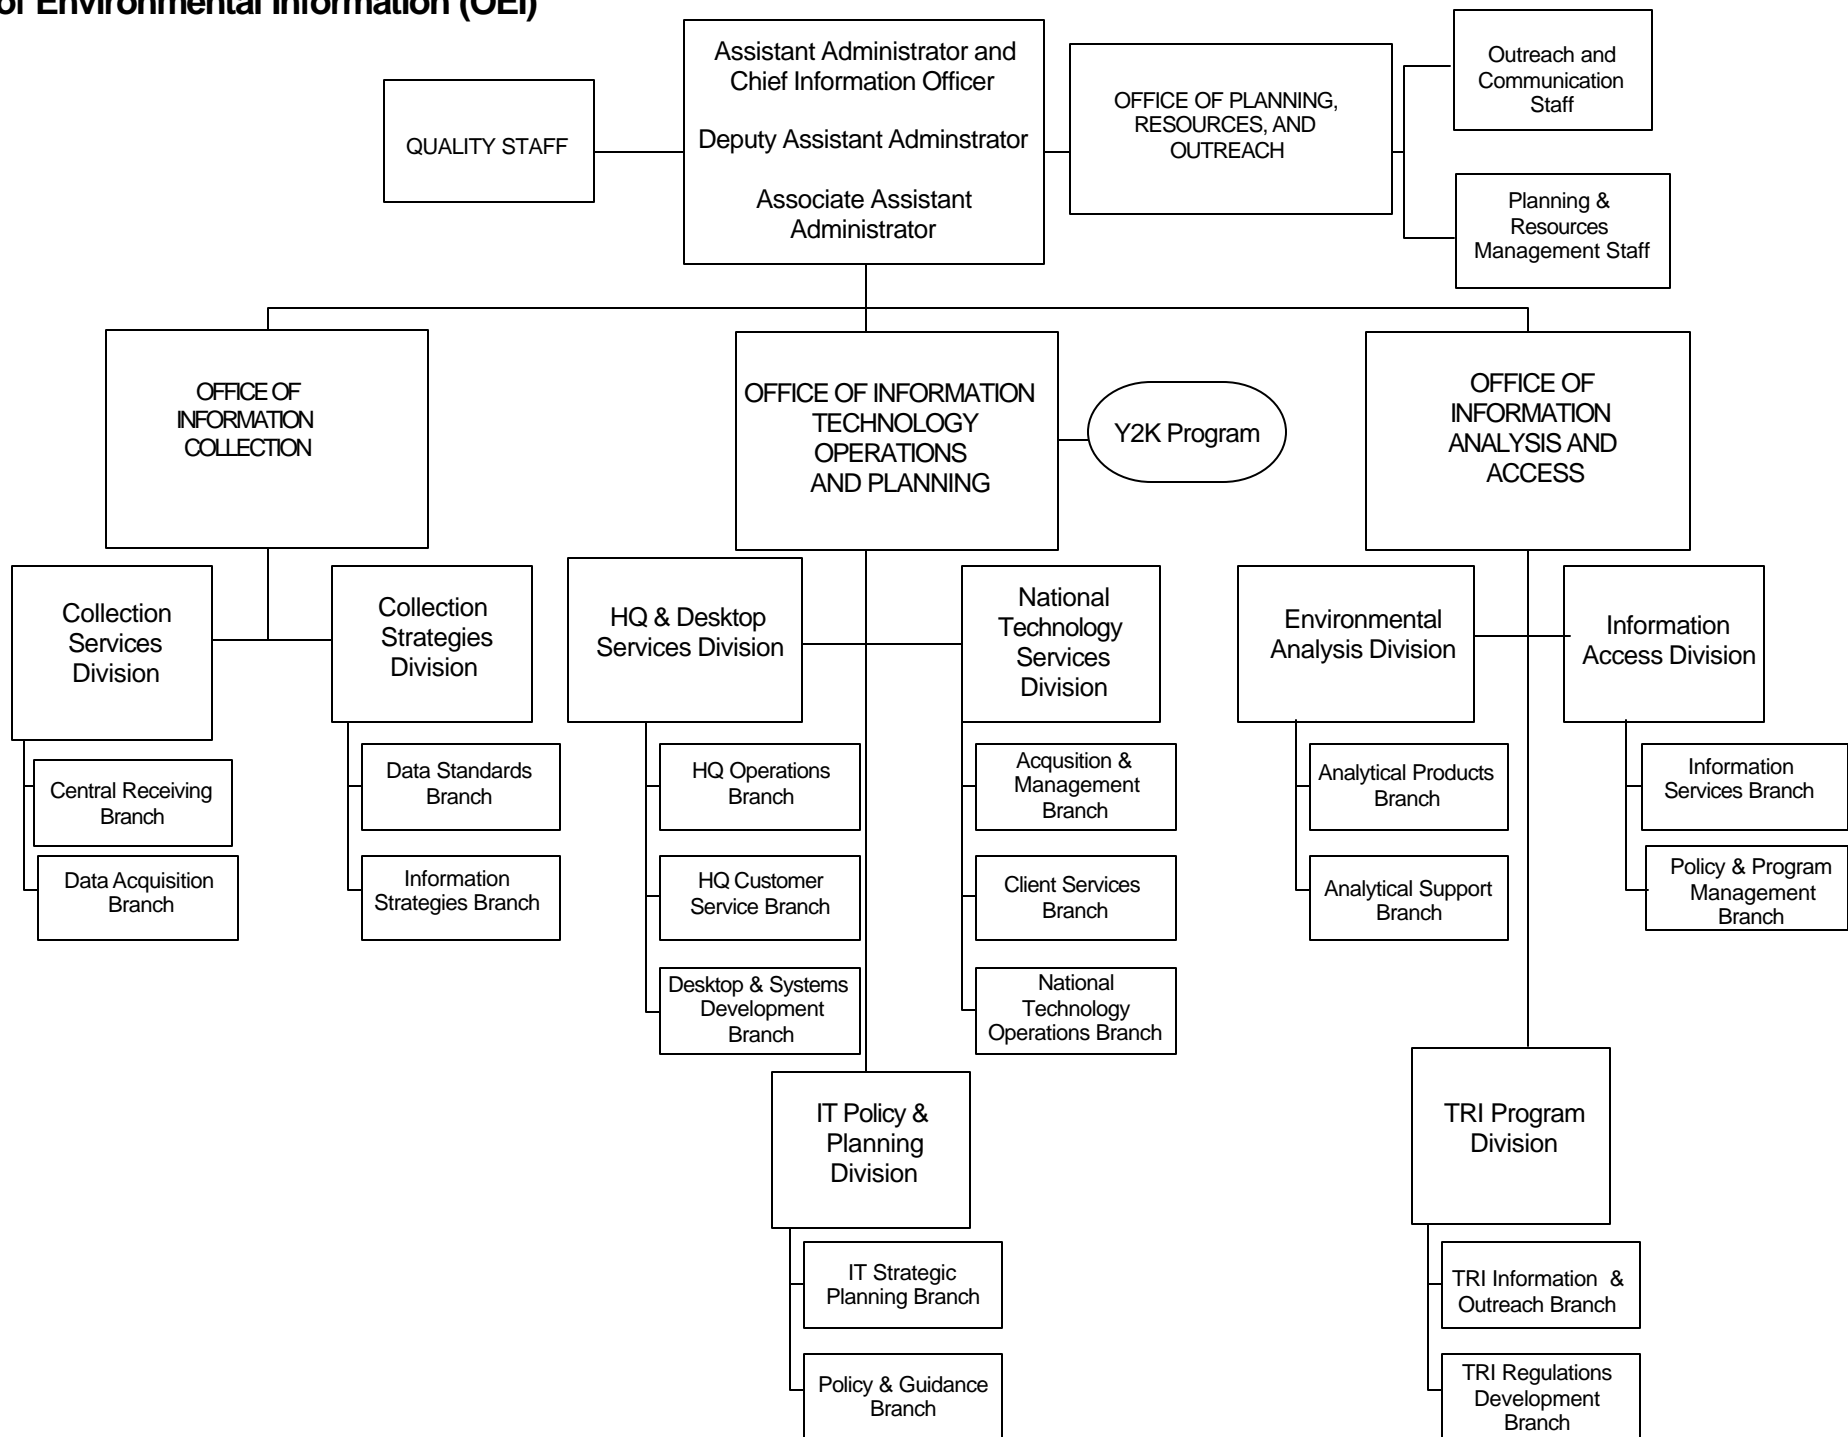 of Environmental Information (OEI)
Assistant Administrator and
Chief Information Officer
Deputy Assistant Adminstrator
Associate Assistant
Administrator
QUALITY STAFF
OFFICE OF PLANNING,
RESOURCES, AND
OUTREACH
Outreach and
Communication
Staff
Planning &
Resources
Management Staff
OFFICE OF
INFORMATION
COLLECTION
OFFICE OF INFORMATION
TECHNOLOGY
OPERATIONS
AND PLANNING
Y2K Program
OFFICE OF
INFORMATION
ANALYSIS AND
ACCESS
Collection
Services
Division
Collection
Strategies
Division
HQ & Desktop
Services Division
National
Technology
Services
Division
Environmental
Analysis Division
Information
Access Division
Central Receiving
Branch
Data Acquisition
Branch
Data Standards
Branch
Information
Strategies Branch
HQ Operations
Branch
HQ Customer
Service Branch
Desktop & Systems
Development
Branch
Acqusition &
Management
Branch
Client Services
Branch
National
Technology
Operations Branch
Analytical Products
Branch
Analytical Support
Branch
Information
Services Branch
Policy & Program
Management
Branch
IT Policy &
Planning
Division
IT Strategic
Planning Branch
Policy & Guidance
Branch
TRI Program
Division
TRI Information &
Outreach Branch
TRI Regulations
Development
Branch